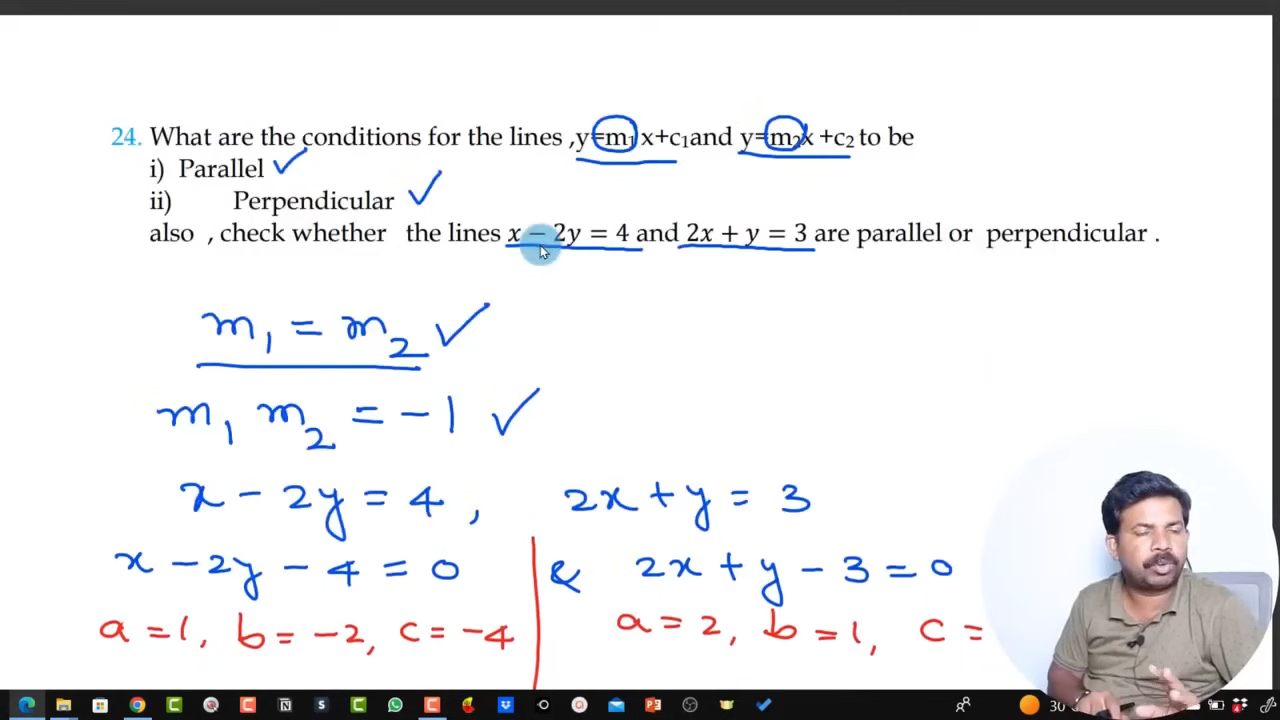 24. What are the conditions for the lines ,y=m₁x+c₁and y=m₂x +c₂ to be
i) Parallel ✓
ii) Perpendicular ✓
also , check whether the lines x − 2y = 4 and 2x + y = 3 are parallel or perpendicular .
m₁ = m₂ ✓
m₁ m₂ = −1 ✓
x − 2y = 4 , 2x + y = 3
x − 2y − 4 = 0 & 2x + y − 3 = 0
a = 1, b = −2, c = −4 a = 2, b = 1, c =
30